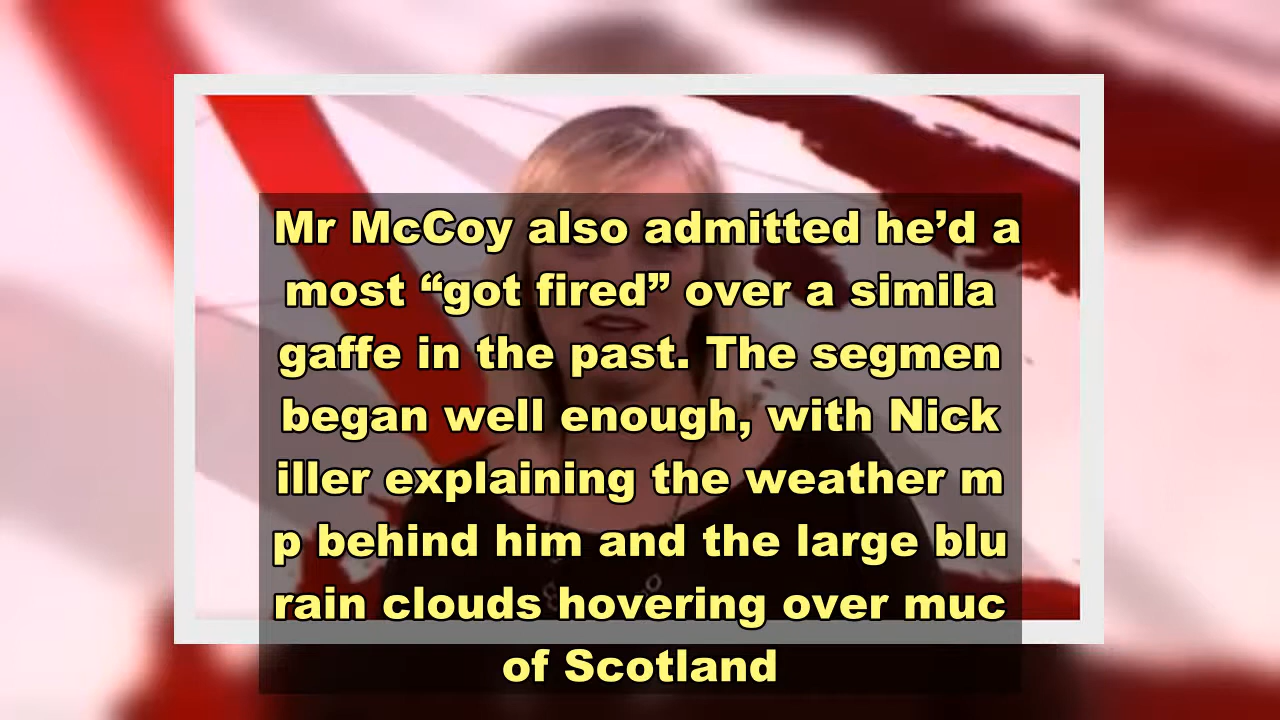 Mr McCoy also admitted he’d a
most “got fired” over a simila
gaffe in the past. The segmen
began well enough, with Nick
iller explaining the weather m
p behind him and the large blu
rain clouds hovering over muc
of Scotland